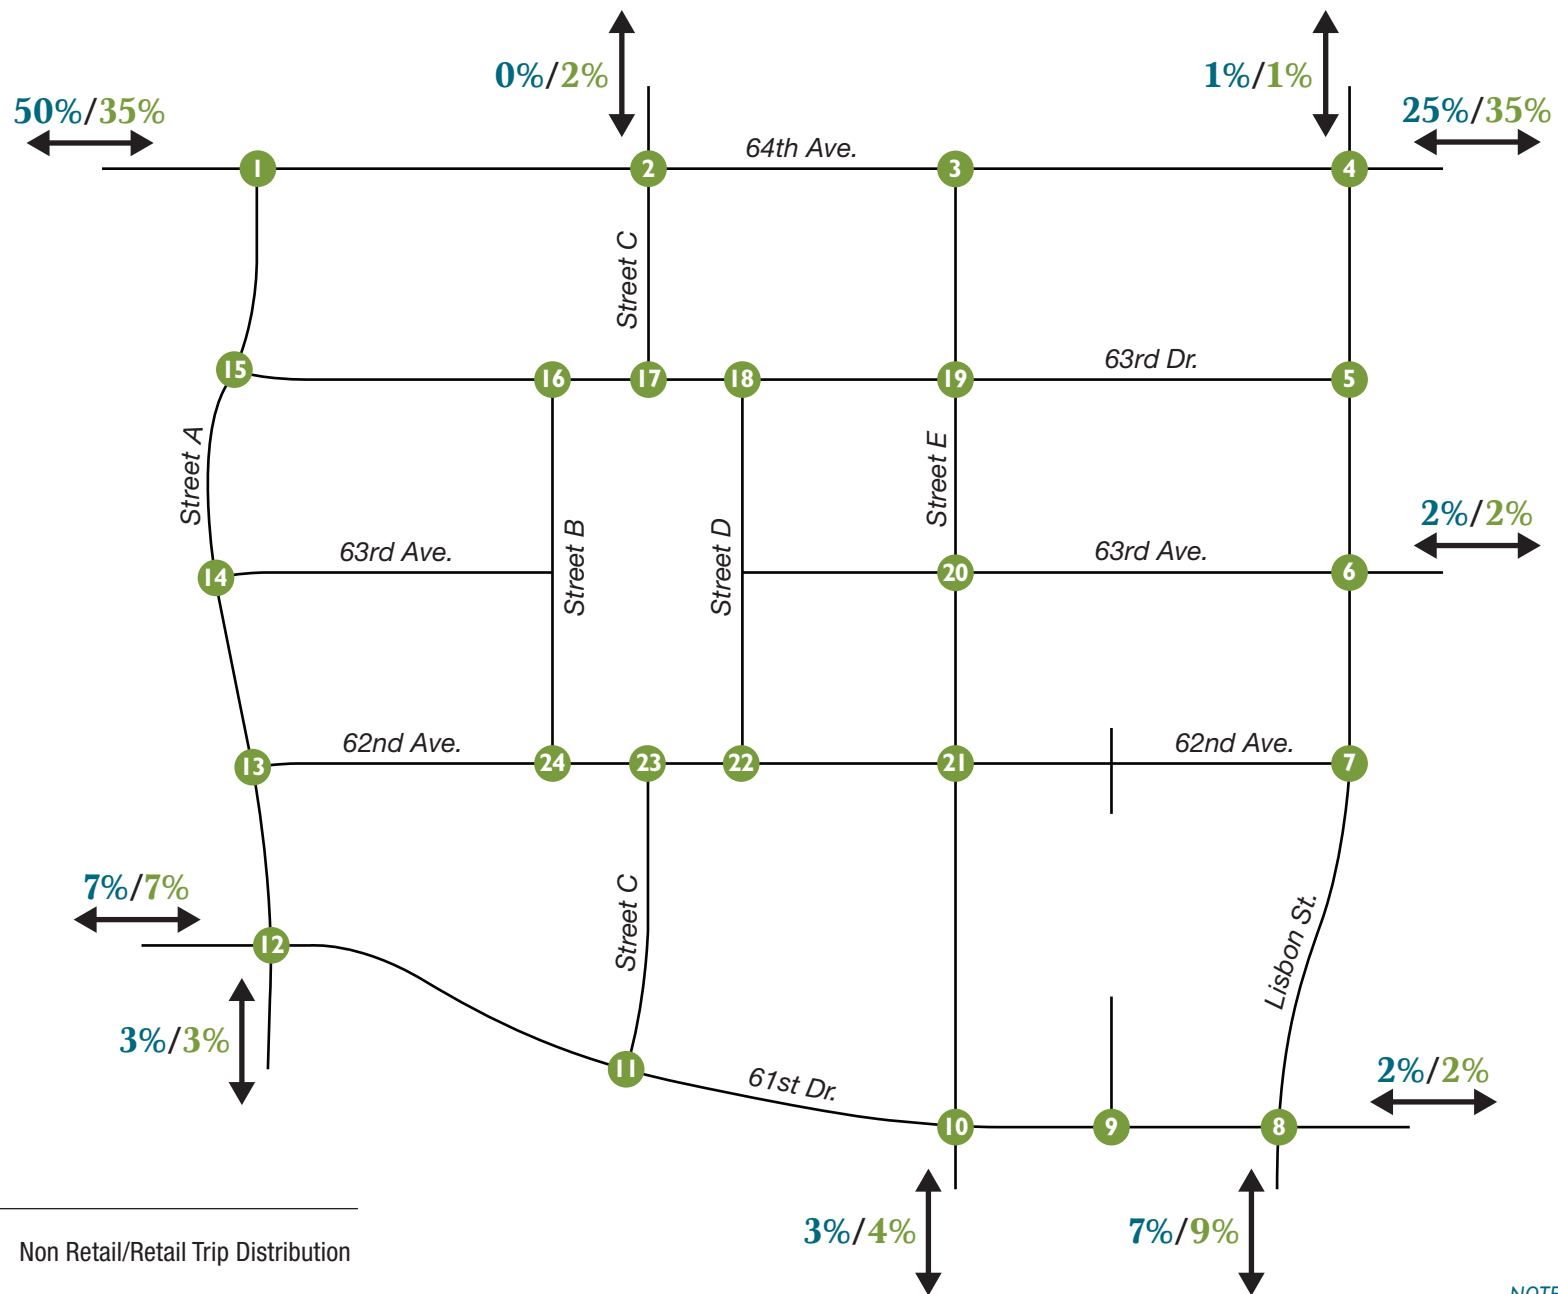 0%/2%
1%/1%
50%/35%
25%/35%
64th Ave.
1
2
3
4
Street C
63rd Dr.
15
16
17
18
19
5
Street A
Street E
2%/2%
63rd Ave.
Street B
Street D
63rd Ave.
14
20
6
62nd Ave.
62nd Ave.
13
24
23
22
21
7
7%/7%
Street C
Lisbon St.
12
3%/3%
11
61st Dr.
2%/2%
10
9
8
3%/4%
7%/9%
Non Retail/Retail Trip Distribution
NOTE